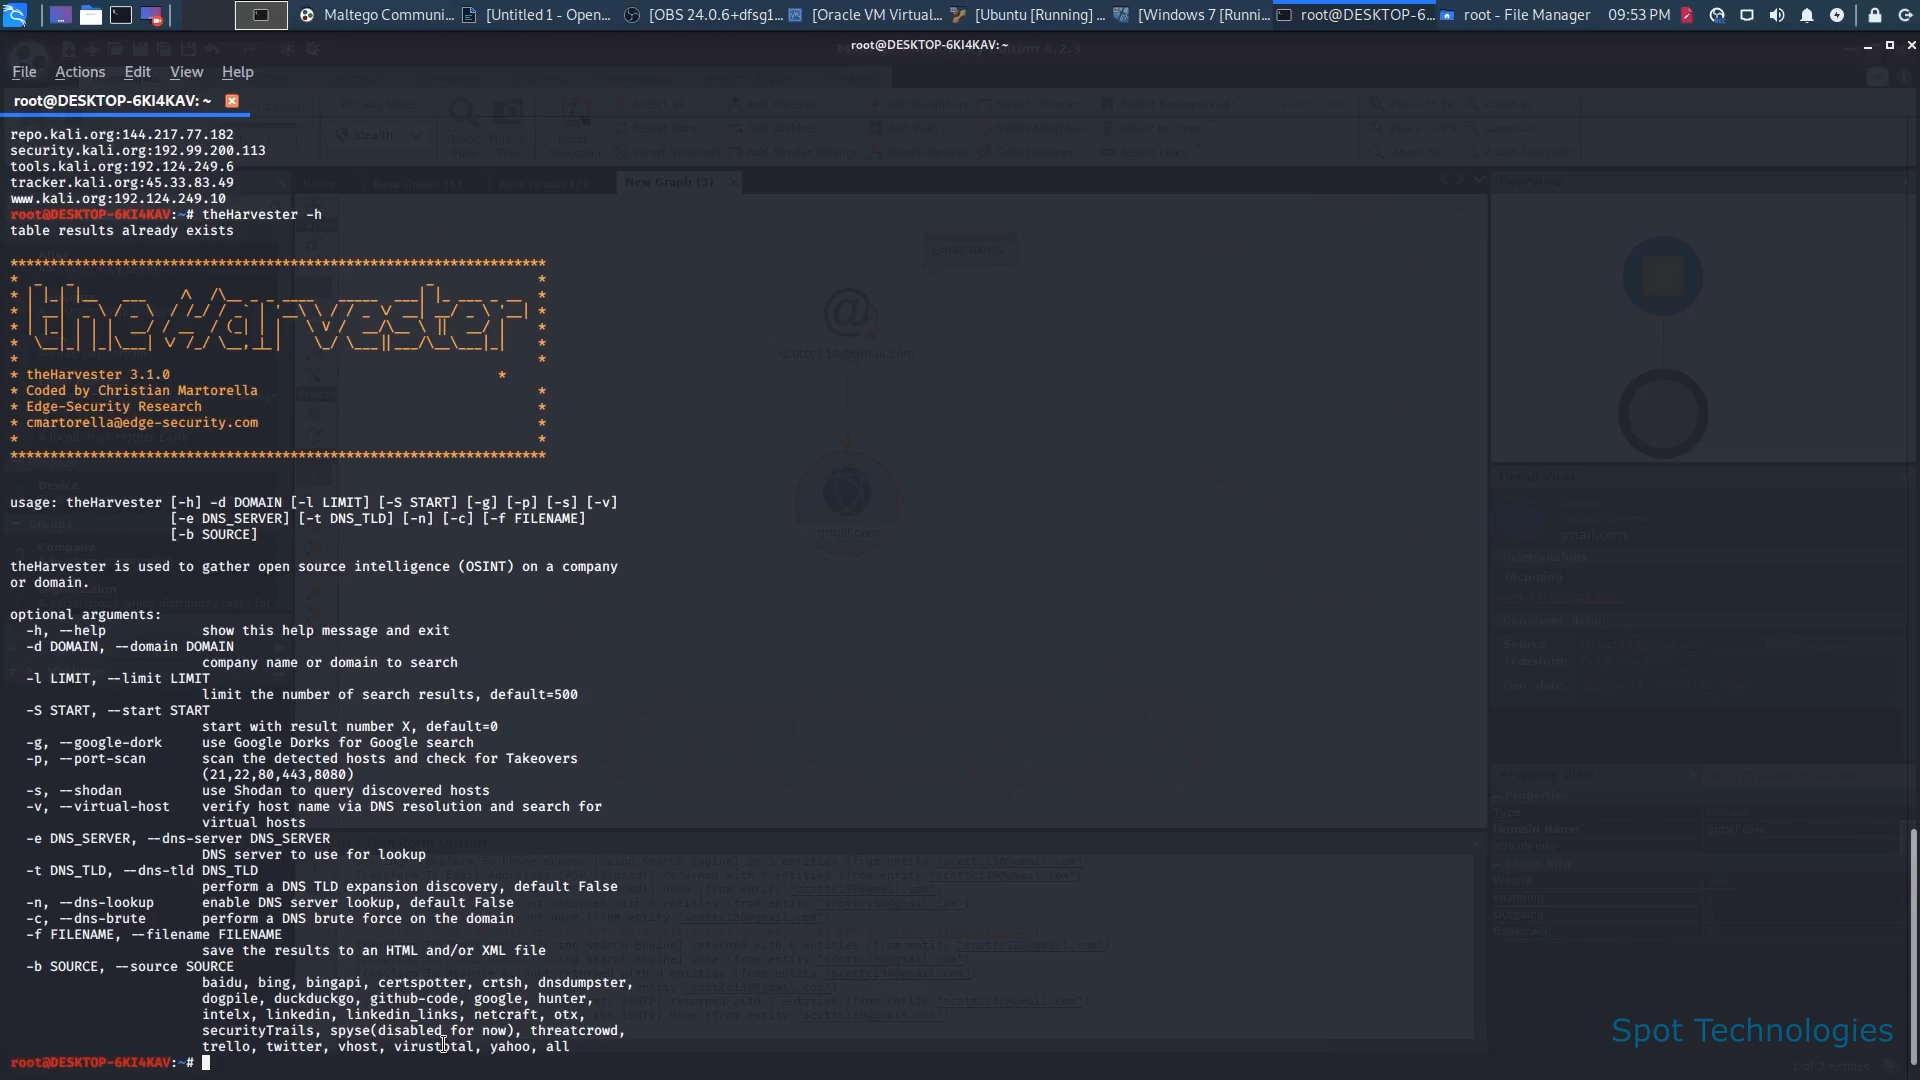 Maltego Communi...
[Untitled 1 - Open...
[OBS 24.0.6+dfsg1...
[Oracle VM Virtual...
[Ubuntu [Running] ...
[Windows 7 [Runni...
root@DESKTOP-6...
root - File Manager
09:53 PM
root@DESKTOP-6KI4KAV: ~
File Actions Edit View Help
root@DESKTOP-6KI4KAV: ~
repo.kali.org:144.217.77.182
security.kali.org:192.99.200.113
tools.kali.org:192.124.249.6
tracker.kali.org:45.33.83.49
www.kali.org:192.124.249.10
root@DESKTOP-6KI4KAV:~# theHarvester -h
table results already exists
theHarvester
* theHarvester 3.1.0 *
* Coded by Christian Martorella *
* Edge-Security Research *
* cmartorella@edge-security.com *
usage: theHarvester [-h] -d DOMAIN [-l LIMIT] [-S START] [-g] [-p] [-s] [-v]
[-e DNS_SERVER] [-t DNS_TLD] [-n] [-c] [-f FILENAME]
[-b SOURCE]
theHarvester is used to gather open source intelligence (OSINT) on a company
or domain.
optional arguments:
-h, --help show this help message and exit
-d DOMAIN, --domain DOMAIN
company name or domain to search
-l LIMIT, --limit LIMIT
limit the number of search results, default=500
-S START, --start START
start with result number X, default=0
-g, --google-dork use Google Dorks for Google search
-p, --port-scan scan the detected hosts and check for Takeovers
(21,22,80,443,8080)
-s, --shodan use Shodan to query discovered hosts
-v, --virtual-host verify host name via DNS resolution and search for
virtual hosts
-e DNS_SERVER, --dns-server DNS_SERVER
DNS server to use for lookup
-t DNS_TLD, --dns-tld DNS_TLD
perform a DNS TLD expansion discovery, default False
-n, --dns-lookup enable DNS server lookup, default False
-c, --dns-brute perform a DNS brute force on the domain
-f FILENAME, --filename FILENAME
save the results to an HTML and/or XML file
-b SOURCE, --source SOURCE
baidu, bing, bingapi, certspotter, crtsh, dnsdumpster,
dogpile, duckduckgo, github-code, google, hunter,
intelx, linkedin, linkedin_links, netcraft, otx,
securityTrails, spyse(disabled for now), threatcrowd,
trello, twitter, vhost, virustotal, yahoo, all
root@DESKTOP-6KI4KAV:~#
Stealth
New Graph (3)
gmail.com
Spot Technologies